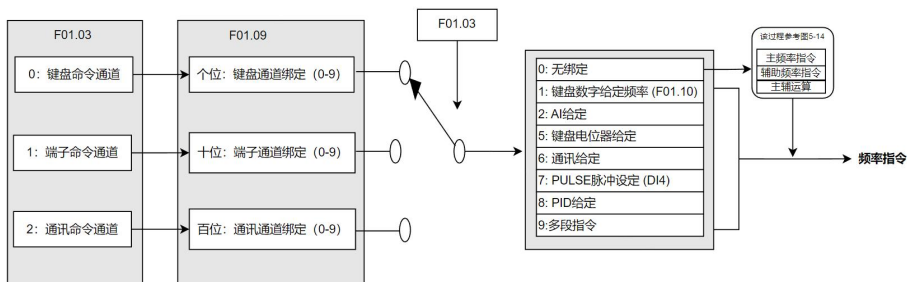 F01.03
F01.09
F01.03
0：键盘命令通道
个位：键盘通道绑定（0-9）
1：端子命令通道
十位：端子通道绑定（0-9）
2：通讯命令通道
百位：通讯通道绑定（0-9）
0: 无绑定
1: 键盘数字给定频率 (F01.10)
2: AI给定
5: 键盘电位器给定
6: 通讯给定
7: PULSE脉冲设定 (DI4)
8: PID给定
9:多段指令
该过程参考图5-14
主频率指令
辅助频率指令
主辅运算
频率指令